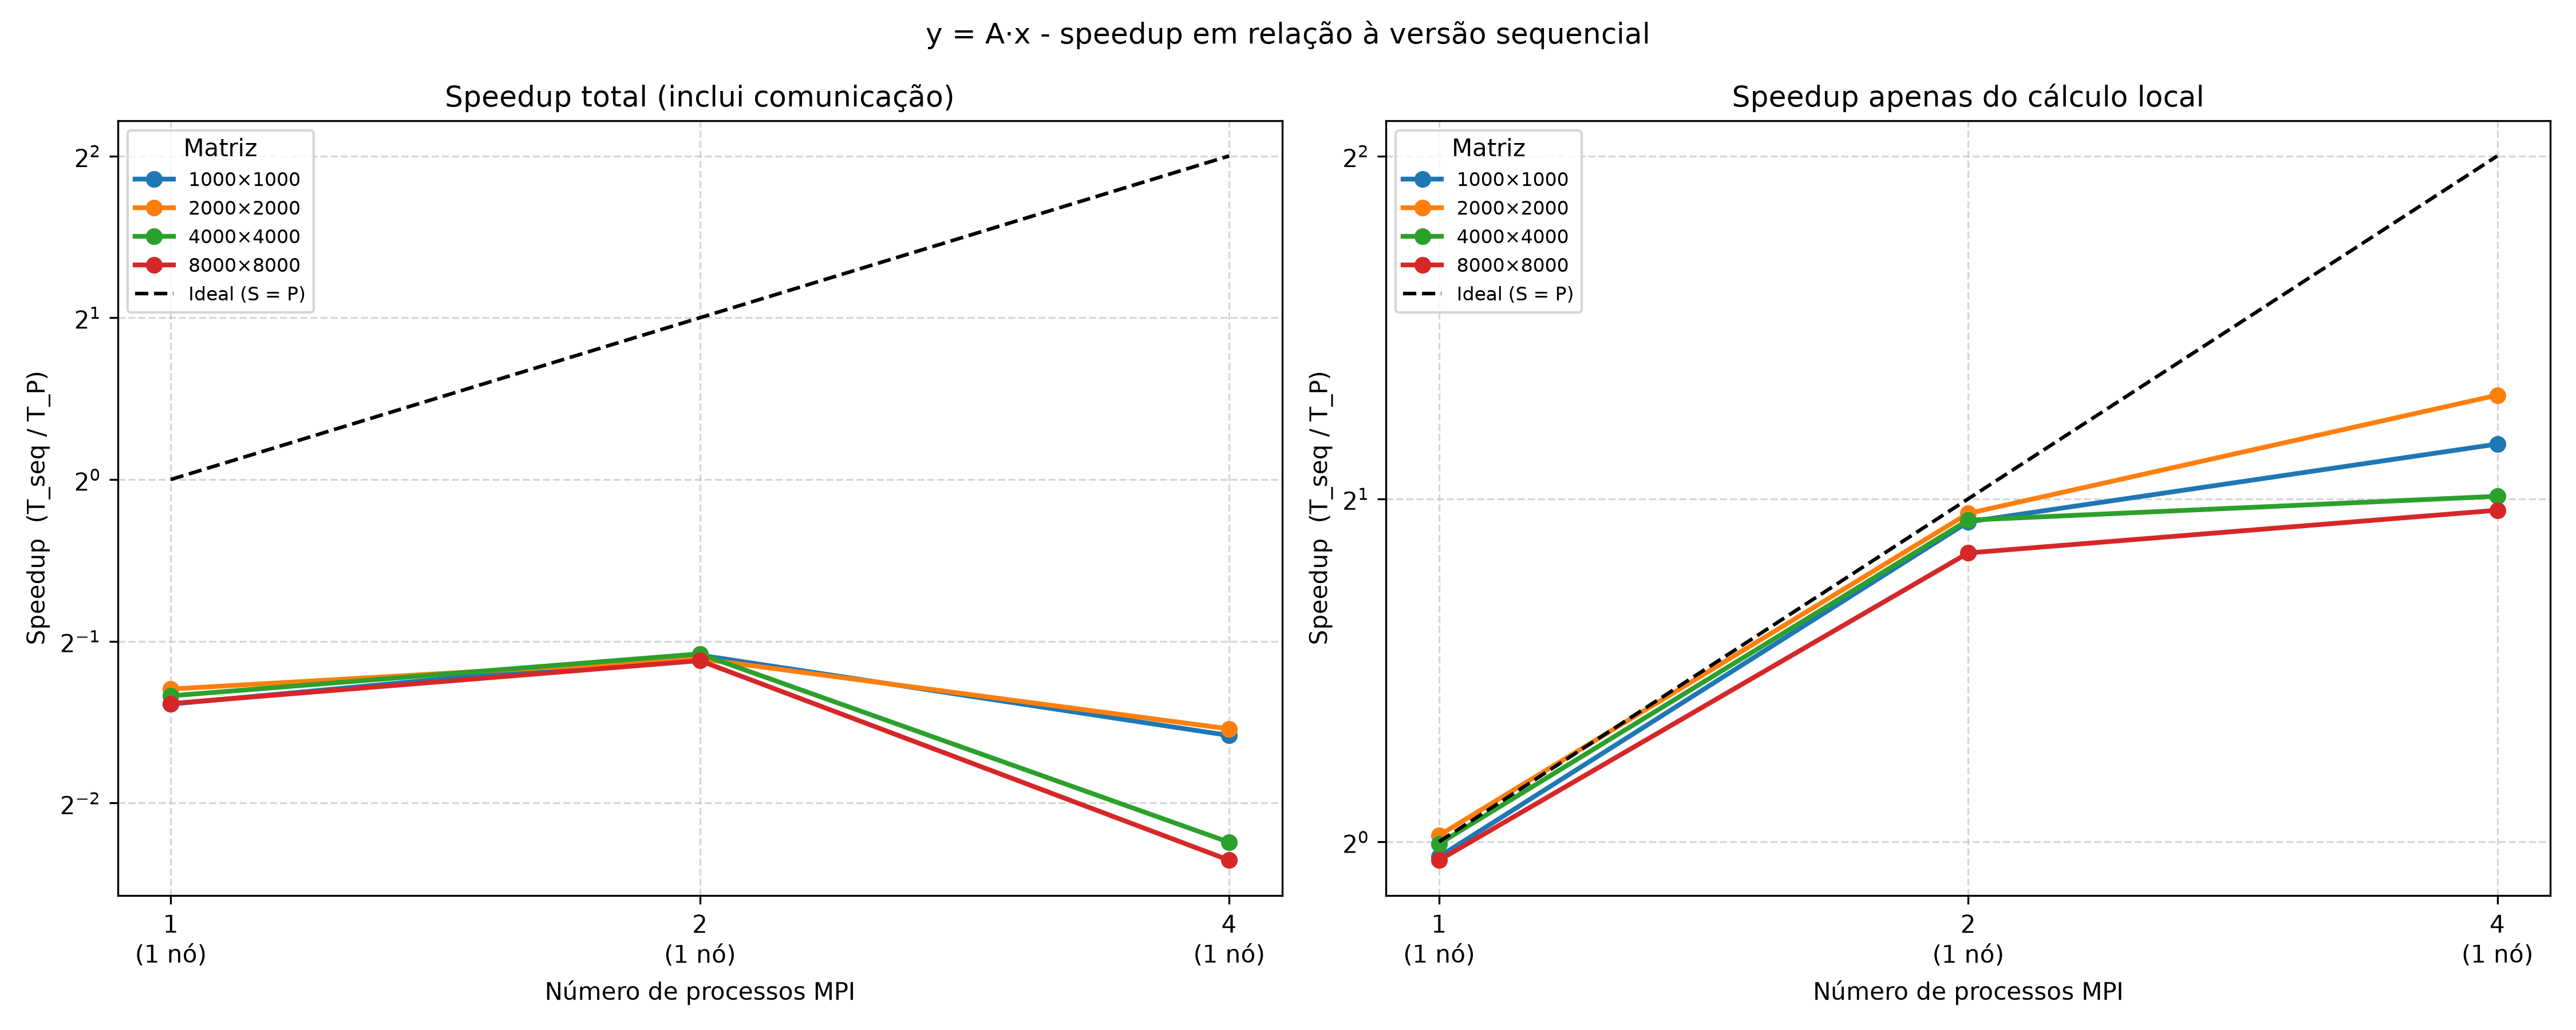 y = A·x - speedup em relação à versão sequencial
Speedup total (inclui comunicação)
Matriz
1000×1000
2000×2000
4000×4000
8000×8000
Ideal (S = P)
2²
2¹
2⁰
2⁻¹
2⁻²
Speedup (T_seq / T_P)
1
(1 nó)
2
(1 nó)
4
(1 nó)
Número de processos MPI
Speedup apenas do cálculo local
Matriz
1000×1000
2000×2000
4000×4000
8000×8000
Ideal (S = P)
2²
2¹
2⁰
Speedup (T_seq / T_P)
1
(1 nó)
2
(1 nó)
4
(1 nó)
Número de processos MPI